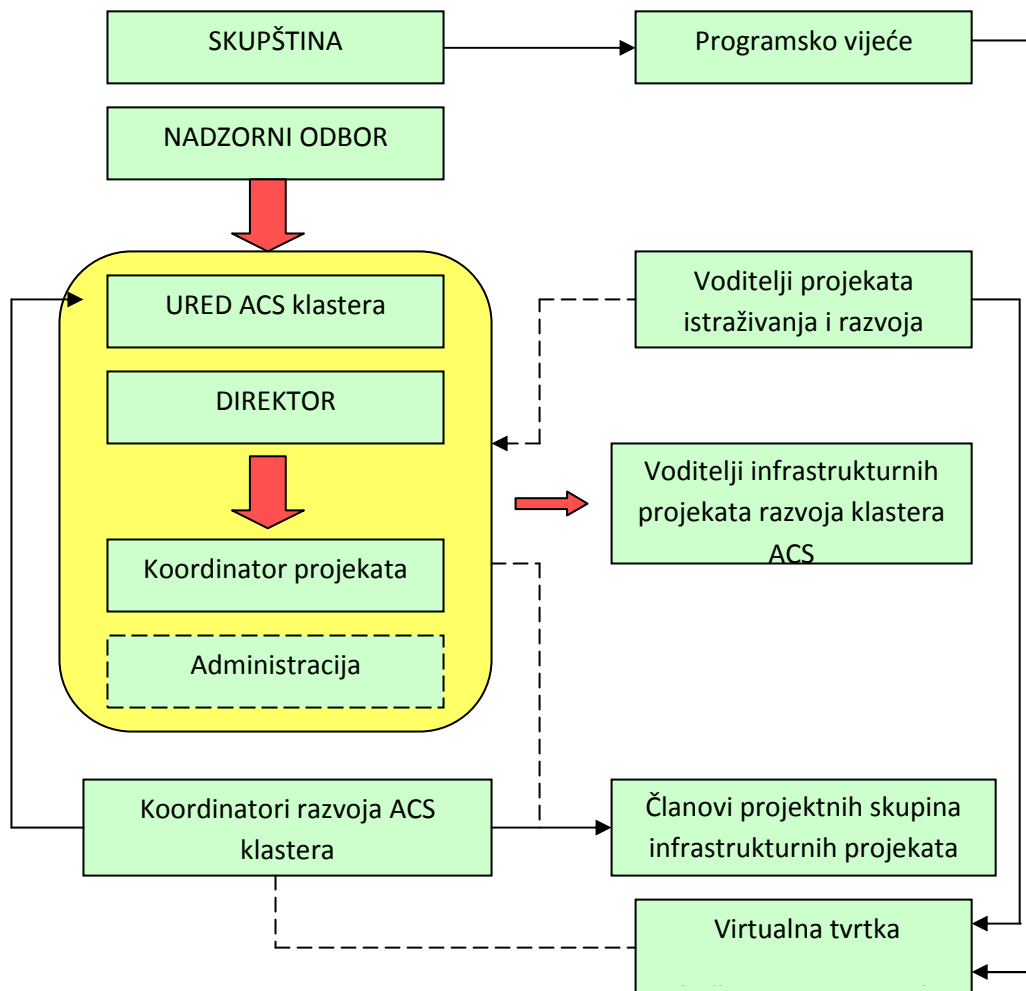 SKUPŠTINA
Programsko vijeće
NADZORNI ODBOR
URED ACS klastera
Voditelji projekata
istraživanja i razvoja
DIREKTOR
Voditelji infrastrukturnih
projekata razvoja klastera
ACS
Koordinator projekata
Administracija
Koordinatori razvoja ACS
klastera
Članovi projektnih skupina
infrastrukturnih projekata
Virtualna tvrtka